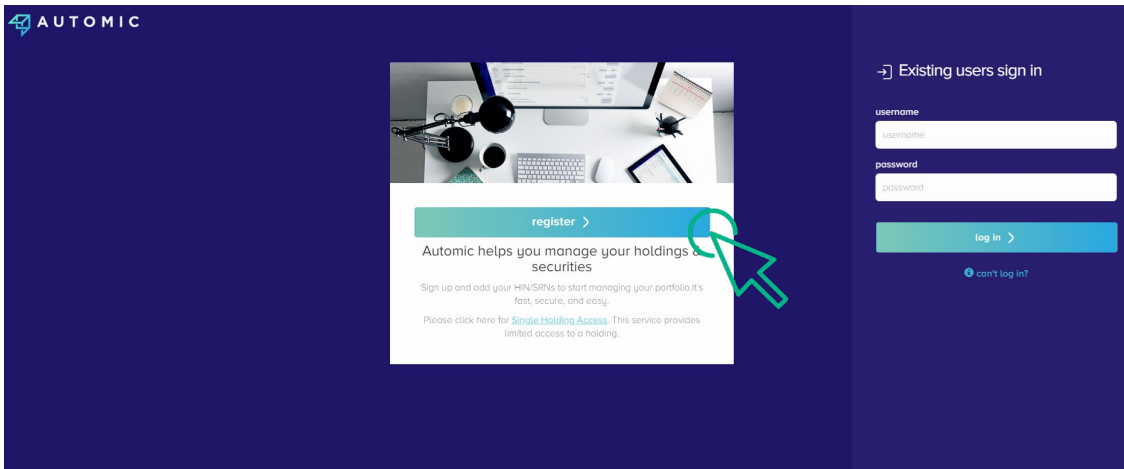 AUTOMIC
register
Automic helps you manage your holdings &
securities
Sign up and add your HIN/SRNs to start managing your portfolio.It's
fast, secure, and easy.
Please click here for Single Holding Access. This service provides
limited access to a holding.
Existing users sign in
username
username
password
password
log in
can't log in?